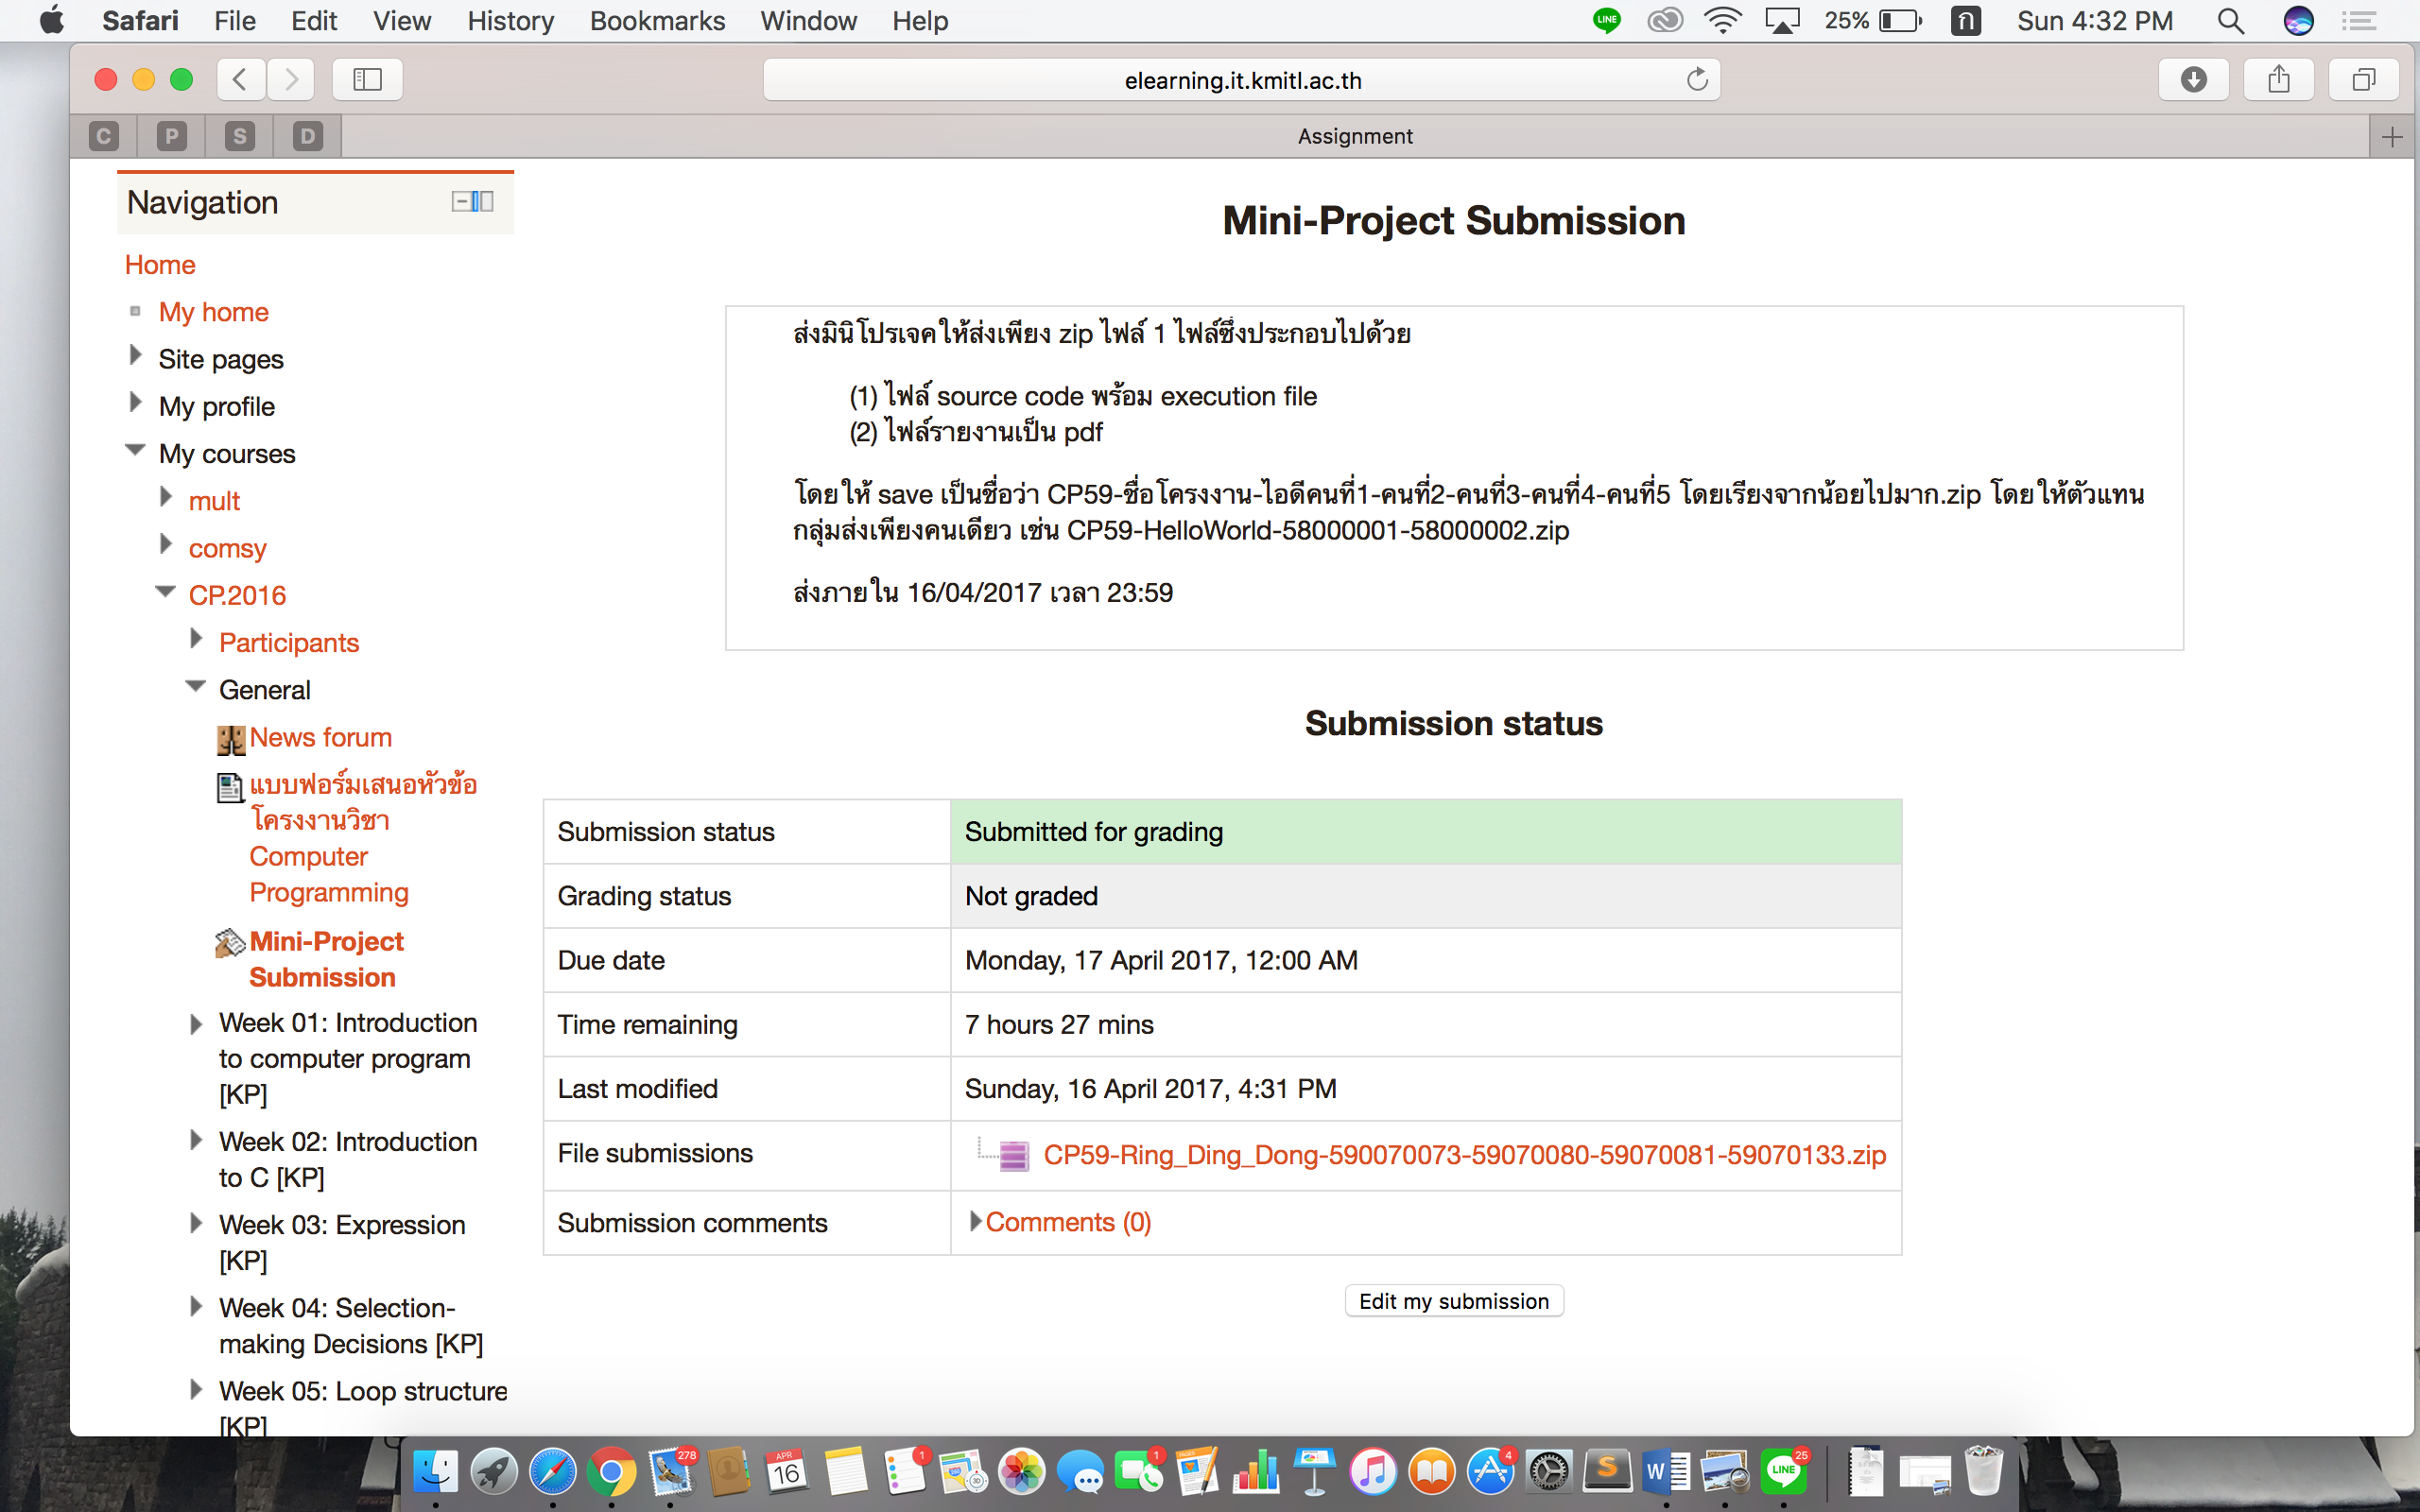 Safari File Edit View History Bookmarks Window Help LINE 25% ก Sun 4:32 PM
elearning.it.kmitl.ac.th
C P S D Assignment
Navigation
Home
My home
Site pages
My profile
My courses
mult
comsy
CP.2016
Participants
General
News forum
แบบฟอร์มเสนอหัวข้อ
โครงงานวิชา
Computer
Programming
Mini-Project
Submission
Week 01: Introduction
to computer program
[KP]
Week 02: Introduction
to C [KP]
Week 03: Expression
[KP]
Week 04: Selection-
making Decisions [KP]
Week 05: Loop structure
[KP]
Mini-Project Submission
ส่งมินิโปรเจคให้ส่งเพียง zip ไฟล์ 1 ไฟล์ซึ่งประกอบไปด้วย
(1) ไฟล์ source code พร้อม execution file
(2) ไฟล์รายงานเป็น pdf
โดยให้ save เป็นชื่อว่า CP59-ชื่อโครงงาน-ไอดีคนที่1-คนที่2-คนที่3-คนที่4-คนที่5 โดยเรียงจากน้อยไปมาก.zip โดยให้ตัวแทน
กลุ่มส่งเพียงคนเดียว เช่น CP59-HelloWorld-58000001-58000002.zip
ส่งภายใน 16/04/2017 เวลา 23:59
Submission status
Submission status Submitted for grading
Grading status Not graded
Due date Monday, 17 April 2017, 12:00 AM
Time remaining 7 hours 27 mins
Last modified Sunday, 16 April 2017, 4:31 PM
File submissions CP59-Ring_Ding_Dong-590070073-59070080-59070081-59070133.zip
Submission comments Comments (0)
Edit my submission
278 APR 16 1 1 4 S W LINE 25